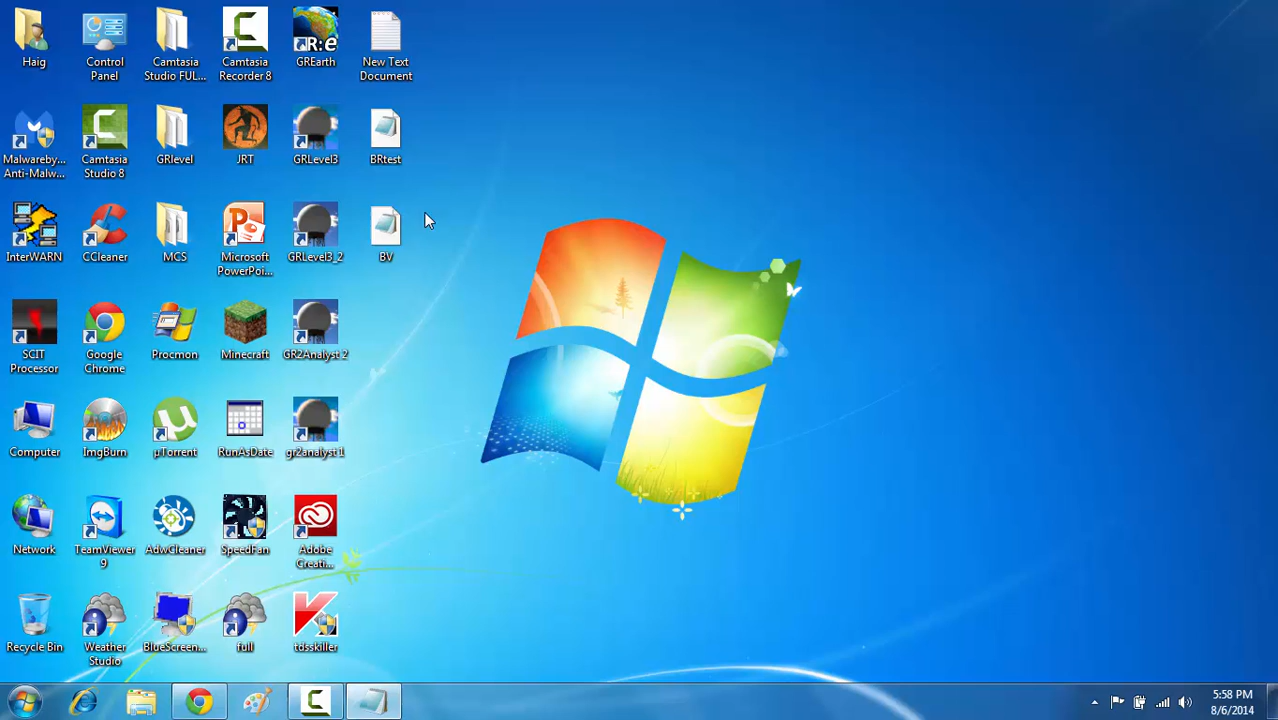 Haig
Control
Panel
Camtasia
Studio FUL...
Camtasia
Recorder 8
R:e
GREarth
New Text
Document
Malwareby...
Anti-Malw...
Camtasia
Studio 8
GRlevel
JRT
GRLevel3
BRtest
InterWARN
CCleaner
MCS
Microsoft
PowerPoi...
GRLevel3_2
BV
SCIT
Processor
Google
Chrome
Procmon
Minecraft
GR2Analyst 2
Computer
ImgBurn
µTorrent
RunAsDate
gr2analyst 1
Network
TeamViewer
9
AdwCleaner
SpeedFan
Adobe
Creati...
Recycle Bin
Weather
Studio
BlueScreen...
full
tdsskiller
5:58 PM
8/6/2014